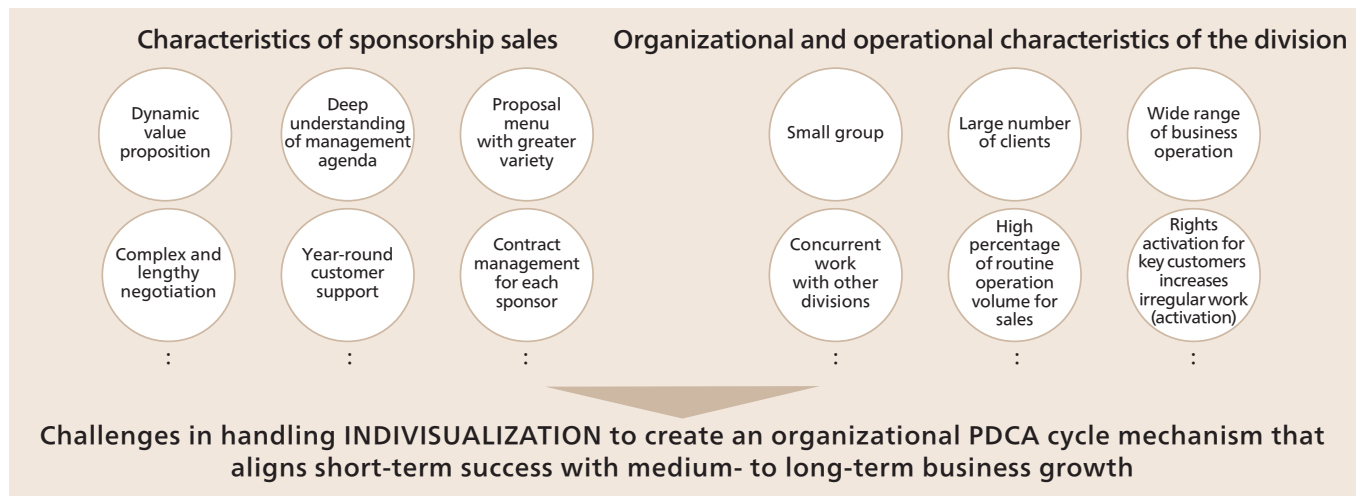 Characteristics of sponsorship sales
Dynamic
value
proposition
Deep
understanding
of management
agenda
Proposal
menu
with greater
variety
Complex and
lengthy
negotiation
Year-round
customer
support
Contract
management
for each
sponsor
:
:
:
Organizational and operational characteristics of the division
Small group
Large number
of clients
Wide range
of business
operation
Concurrent
work
with other
divisions
High
percentage
of routine
operation
volume for
sales
Rights
activation for
key customers
increases
irregular work
(activation)
:
:
:
Challenges in handling INDIVISUALIZATION to create an organizational PDCA cycle mechanism that
aligns short-term success with medium- to long-term business growth